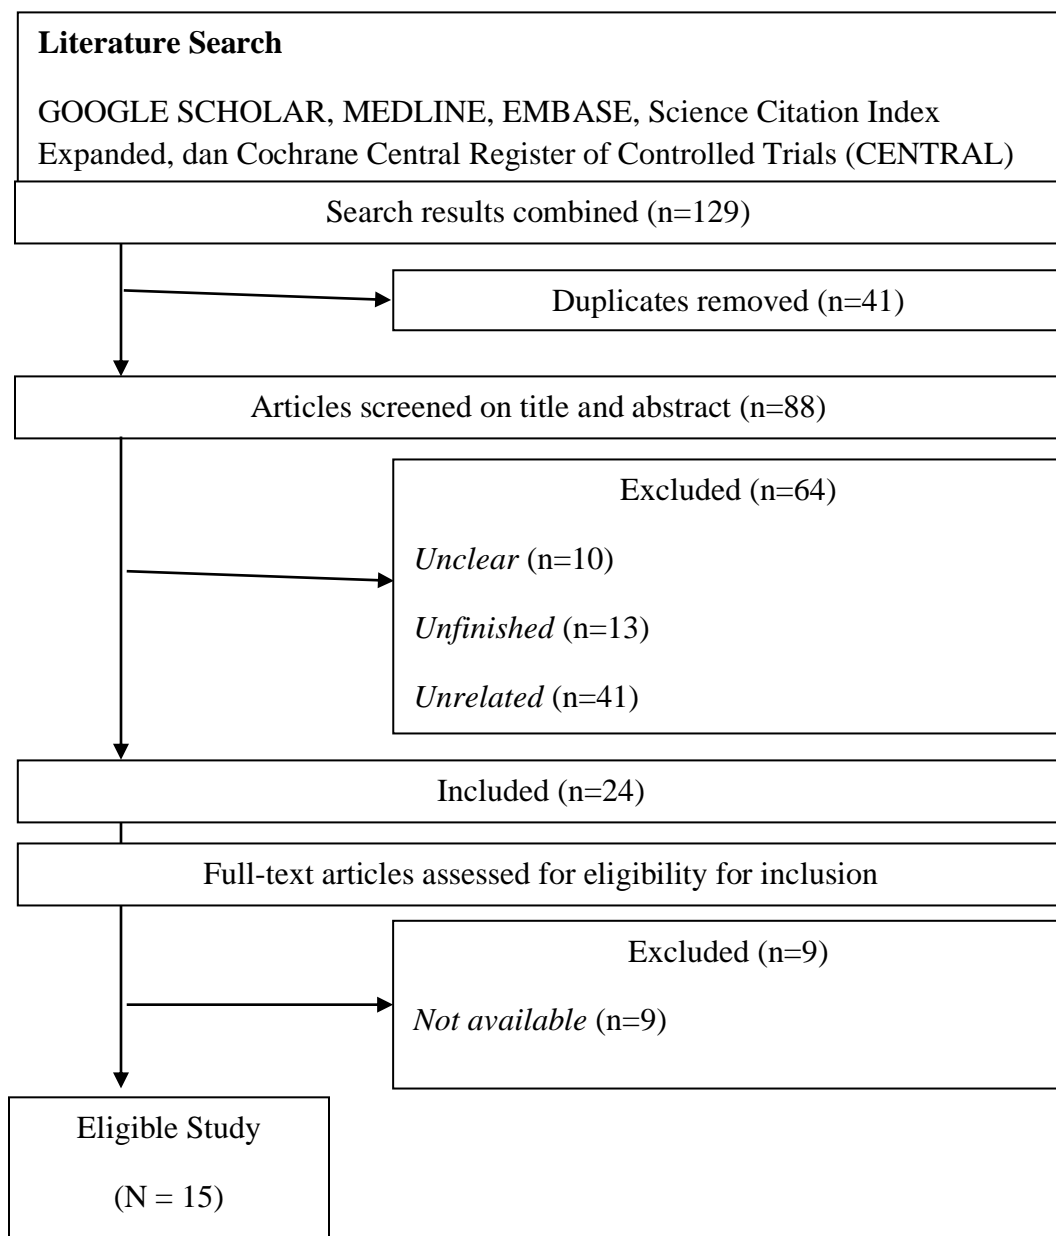 Literature Search
GOOGLE SCHOLAR, MEDLINE, EMBASE, Science Citation Index
Expanded, dan Cochrane Central Register of Controlled Trials (CENTRAL)
Search results combined (n=129)
Duplicates removed (n=41)
Articles screened on title and abstract (n=88)
Excluded (n=64)
Unclear (n=10)
Unfinished (n=13)
Unrelated (n=41)
Included (n=24)
Full-text articles assessed for eligibility for inclusion
Excluded (n=9)
Not available (n=9)
Eligible Study
(N = 15)